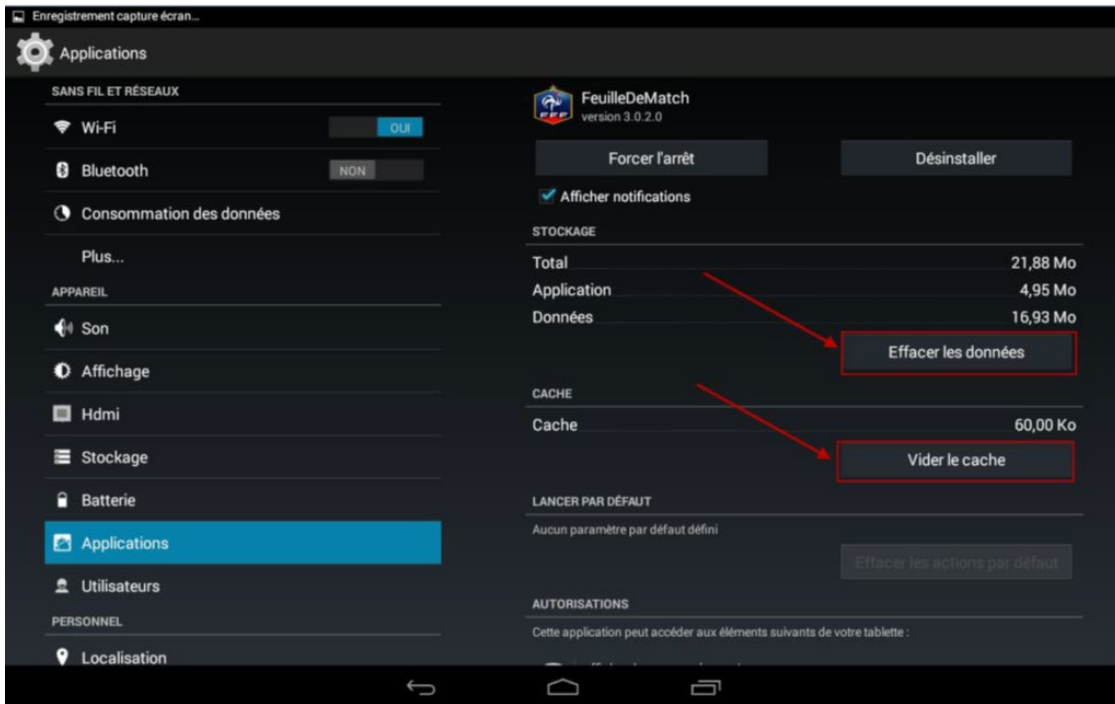 Enregistrement capture écran...
Applications
SANS FIL ET RÉSEAUX
Wi-Fi
OUI
Bluetooth
NON
Consommation des données
Plus...
APPAREIL
Son
Affichage
Hdmi
Stockage
Batterie
Applications
Utilisateurs
PERSONNEL
Localisation
FeuilleDeMatch
version 3.0.2.0
FFF
Forcer l'arrêt
Désinstaller
Afficher notifications
STOCKAGE
Total 21,88 Mo
Application 4,95 Mo
Données 16,93 Mo
Effacer les données
CACHE
Cache 60,00 Ko
Vider le cache
LANCER PAR DÉFAUT
Aucun paramètre par défaut défini
Effacer les actions par défaut
AUTORISATIONS
Cette application peut accéder aux éléments suivants de votre tablette :